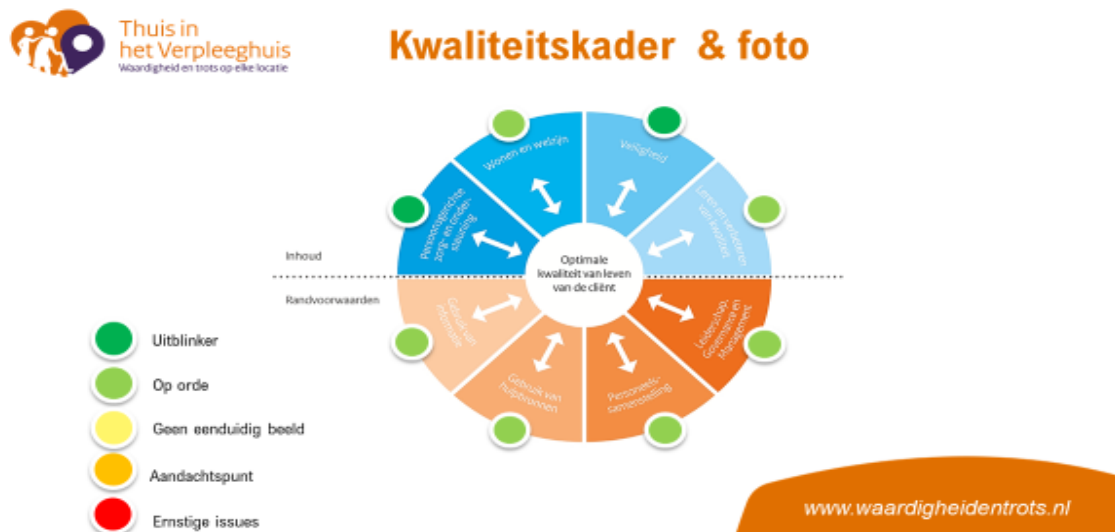 Thuis in
het Verpleeghuis
Waardigheid en trots op elke locatie
Kwaliteitskader & foto
Wonen en welzijn
Veiligheid
Persoonsgerichte
zorg- en onder-
steuning
Leren en verbeteren
van kwaliteit
Inhoud
Optimale
kwaliteit van leven
van de cliënt
Randvoorwaarden
Gebruik van
informatie
Leiderschap,
Governance en
Management
Gebruik van
hulpbronnen
Personeels-
samenstelling
Uitblinker
Op orde
Geen eenduidig beeld
Aandachtspunt
Ernstige issues
www.waardigheidentrots.nl